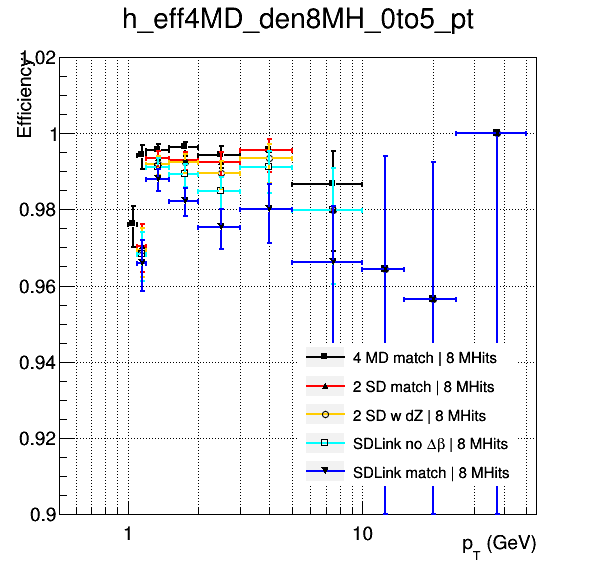 h_eff4MD_den8MH_0to5_pt
Efficiency
1.02
1
0.98
0.96
0.94
0.92
0.9
4 MD match | 8 MHits
2 SD match | 8 MHits
2 SD w dZ | 8 MHits
SDLink no Δβ | 8 MHits
SDLink match | 8 MHits
1
10
p_T (GeV)